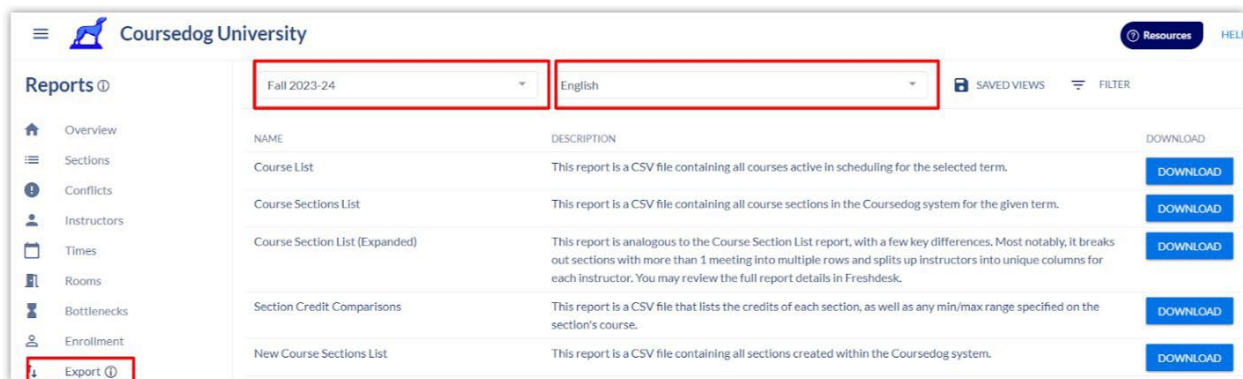 Coursedog University
Resources
Reports
Fall 2023-24
English
SAVED VIEWS
FILTER
Overview
Sections
Conflicts
Instructors
Times
Rooms
Bottlenecks
Enrollment
Export
NAME
DESCRIPTION
DOWNLOAD
Course List
This report is a CSV file containing all courses active in scheduling for the selected term.
DOWNLOAD
Course Sections List
This report is a CSV file containing all course sections in the Coursedog system for the given term.
DOWNLOAD
Course Section List (Expanded)
This report is analogous to the Course Section List report, with a few key differences. Most notably, it breaks
out sections with more than 1 meeting into multiple rows and splits up instructors into unique columns for
each instructor. You may review the full report details in Freshdesk.
DOWNLOAD
Section Credit Comparisons
This report is a CSV file that lists the credits of each section, as well as any min/max range specified on the
section's course.
DOWNLOAD
New Course Sections List
This report is a CSV file containing all sections created within the Coursedog system.
DOWNLOAD